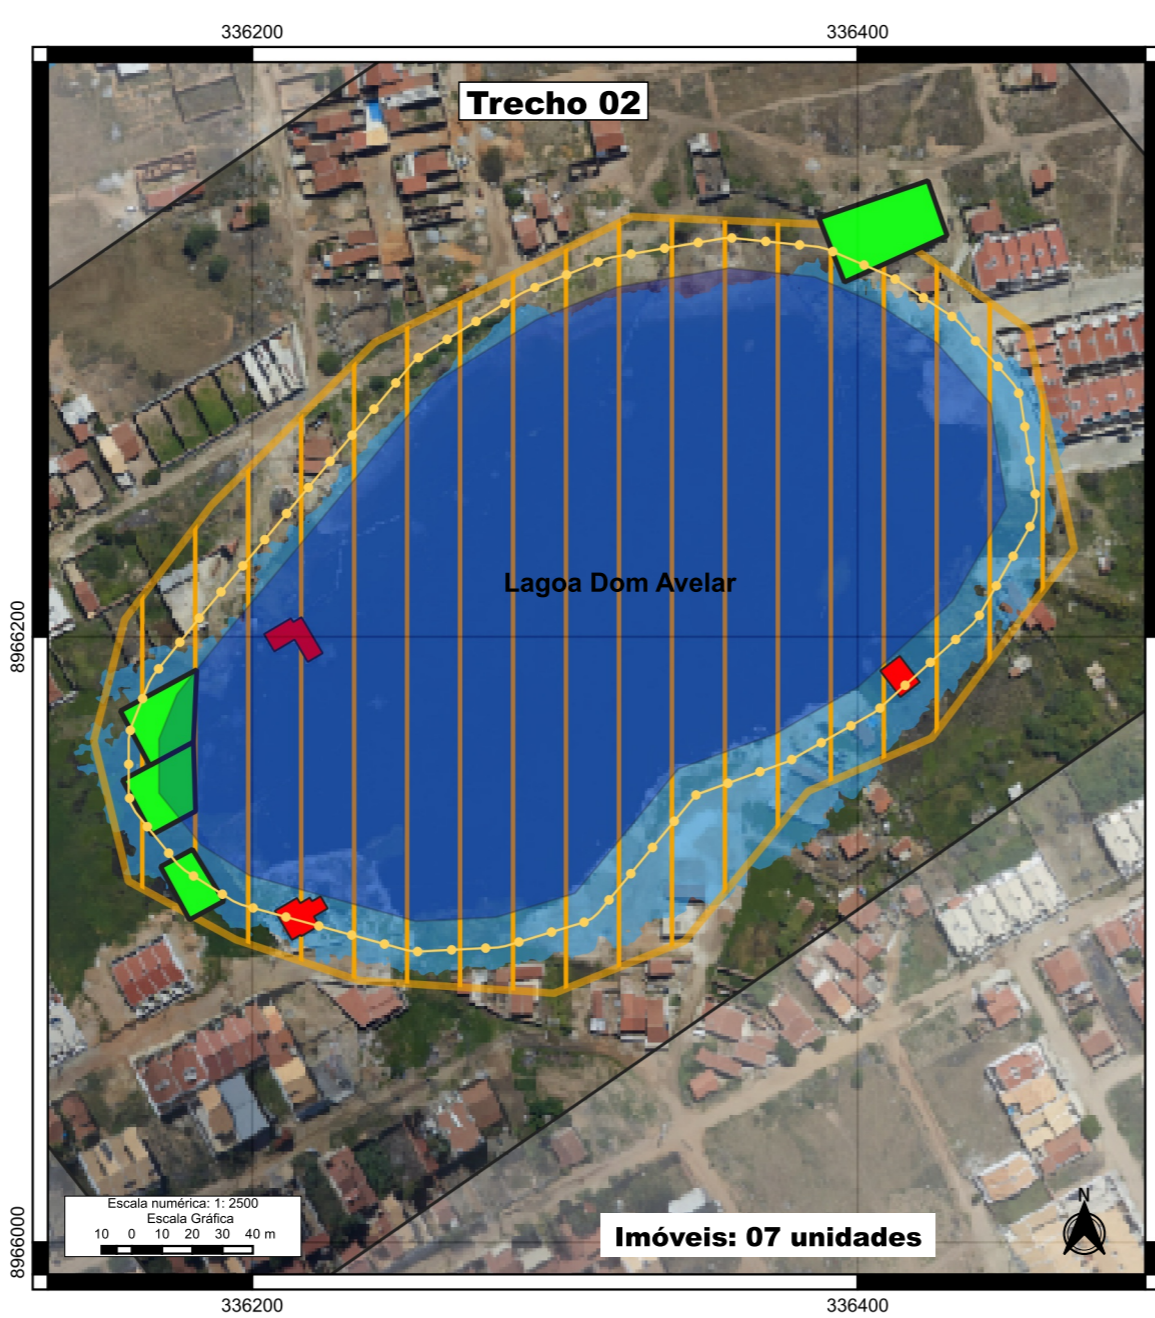 336200
336400
Trecho 02
Lagoa Dom Avelar
8966200
8966000
Escala numérica: 1: 2500
Escala Gráfica
10 0 10 20 30 40 m
Imóveis: 07 unidades
N
336200
336400